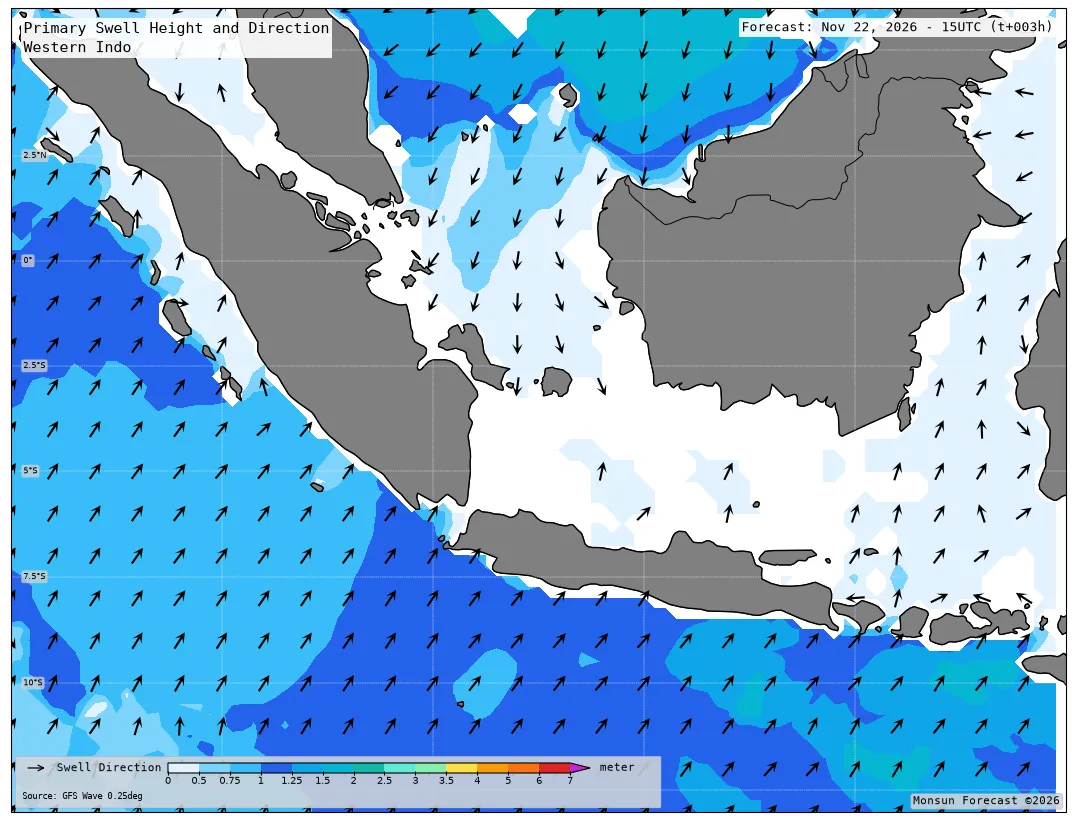 Primary Swell Height and Direction
Western Indo
Forecast: Nov 22, 2026 - 15UTC (t+003h)
2.5°N
0°
2.5°S
5°S
7.5°S
10°S
Swell Direction
meter
0 0.5 0.75 1 1.25 1.5 2 2.5 3 3.5 4 5 6 7
Source: GFS Wave 0.25deg
Monsun Forecast ©2026